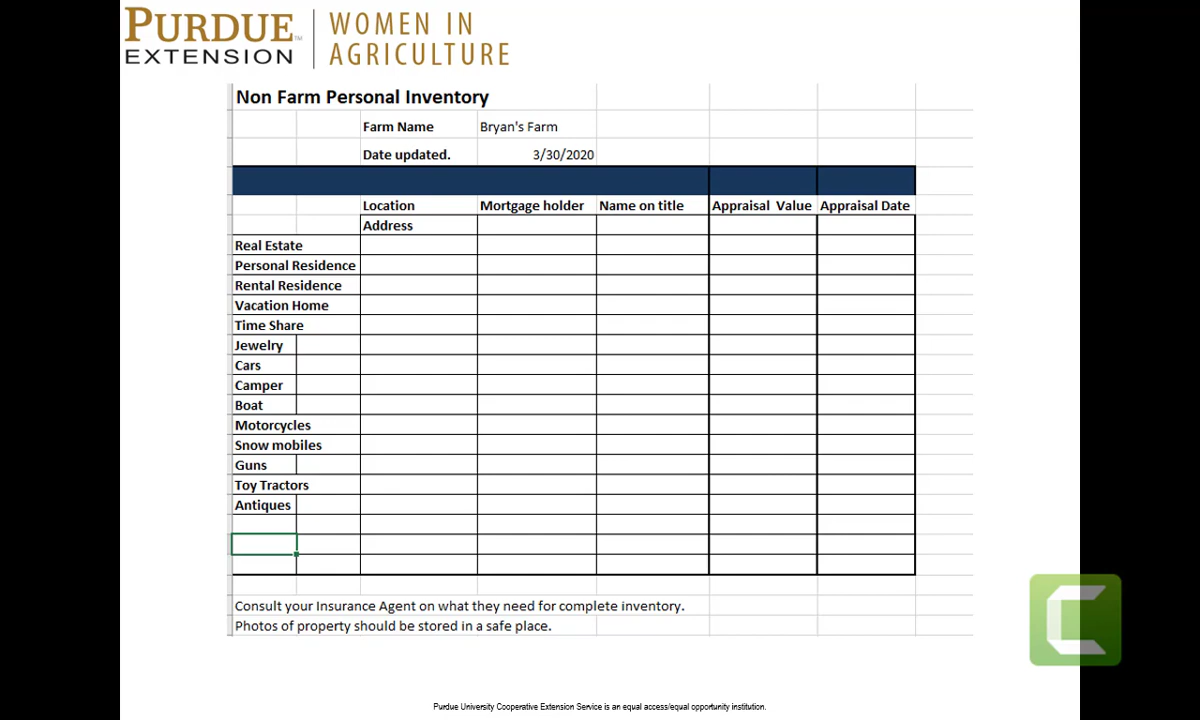 PURDUE™
EXTENSION
WOMEN IN
AGRICULTURE
Non Farm Personal Inventory
Farm Name Bryan's Farm
Date updated. 3/30/2020
Location Mortgage holder Name on title Appraisal Value Appraisal Date
Address
Real Estate
Personal Residence
Rental Residence
Vacation Home
Time Share
Jewelry
Cars
Camper
Boat
Motorcycles
Snow mobiles
Guns
Toy Tractors
Antiques
Consult your Insurance Agent on what they need for complete inventory.
Photos of property should be stored in a safe place.
Purdue University Cooperative Extension Service is an equal access/equal opportunity institution.